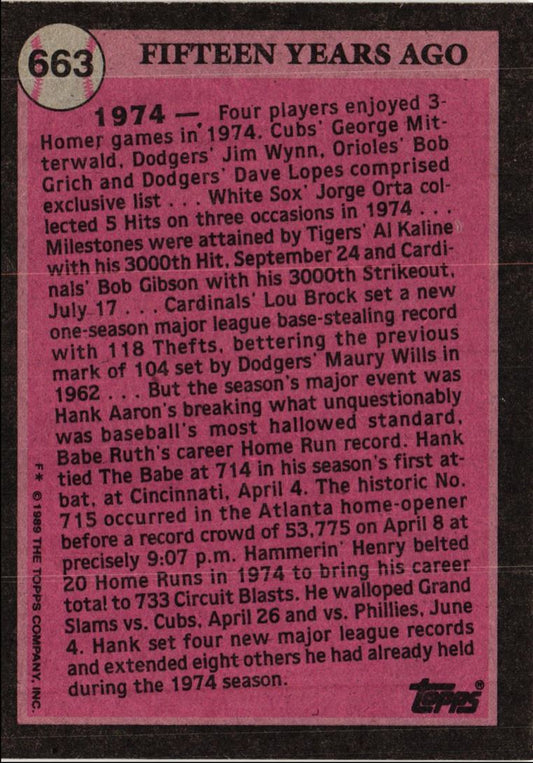 663
FIFTEEN YEARS AGO
1974 — Four players enjoyed 3-
Homer games in 1974. Cubs' George Mit-
terwald, Dodgers' Jim Wynn, Orioles' Bob
Grich and Dodgers' Dave Lopes comprised
exclusive list . . . White Sox' Jorge Orta col-
lected 5 Hits on three occasions in 1974 . . .
Milestones were attained by Tigers' Al Kaline
with his 3000th Hit, September 24 and Cardi-
nals' Bob Gibson with his 3000th Strikeout,
July 17 . . . Cardinals' Lou Brock set a new
one-season major league base-stealing record
with 118 Thefts, bettering the previous
mark of 104 set by Dodgers' Maury Wills in
1962 . . . But the season's major event was
Hank Aaron's breaking what unquestionably
was baseball's most hallowed standard,
Babe Ruth's career Home Run record. Hank
tied The Babe at 714 in his season's first at-
bat, at Cincinnati, April 4. The historic No.
715 occurred in the Atlanta home-opener
before a record crowd of 53,775 on April 8 at
precisely 9:07 p.m. Hammerin' Henry belted
20 Home Runs in 1974 to bring his career
total to 733 Circuit Blasts. He walloped Grand
Slams vs. Cubs, April 26 and vs. Phillies, June
4. Hank set four new major league records
and extended eight others he had already held
during the 1974 season.
TOPPS®
F* © 1989 THE TOPPS COMPANY, INC.